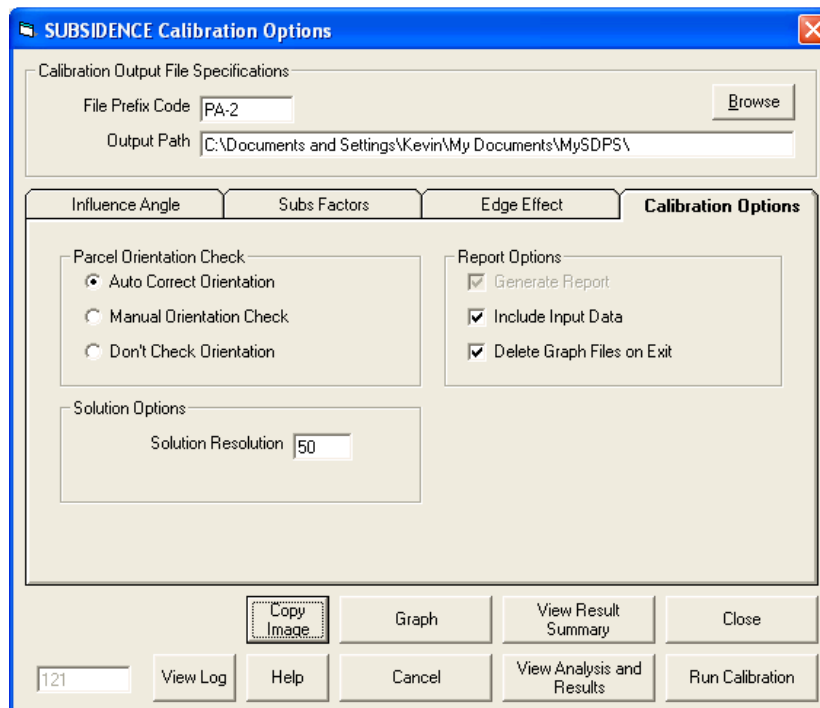 SUBSIDENCE Calibration Options
Calibration Output File Specifications
File Prefix Code PA-2 Browse
Output Path C:\Documents and Settings\Kevin\My Documents\MySDPS\
Influence Angle Subs Factors Edge Effect Calibration Options
Parcel Orientation Check
Auto Correct Orientation
Manual Orientation Check
Don't Check Orientation
Report Options
Generate Report
Include Input Data
Delete Graph Files on Exit
Solution Options
Solution Resolution 50
Copy
Image
Graph
View Result
Summary
Close
121
View Log
Help
Cancel
View Analysis and
Results
Run Calibration